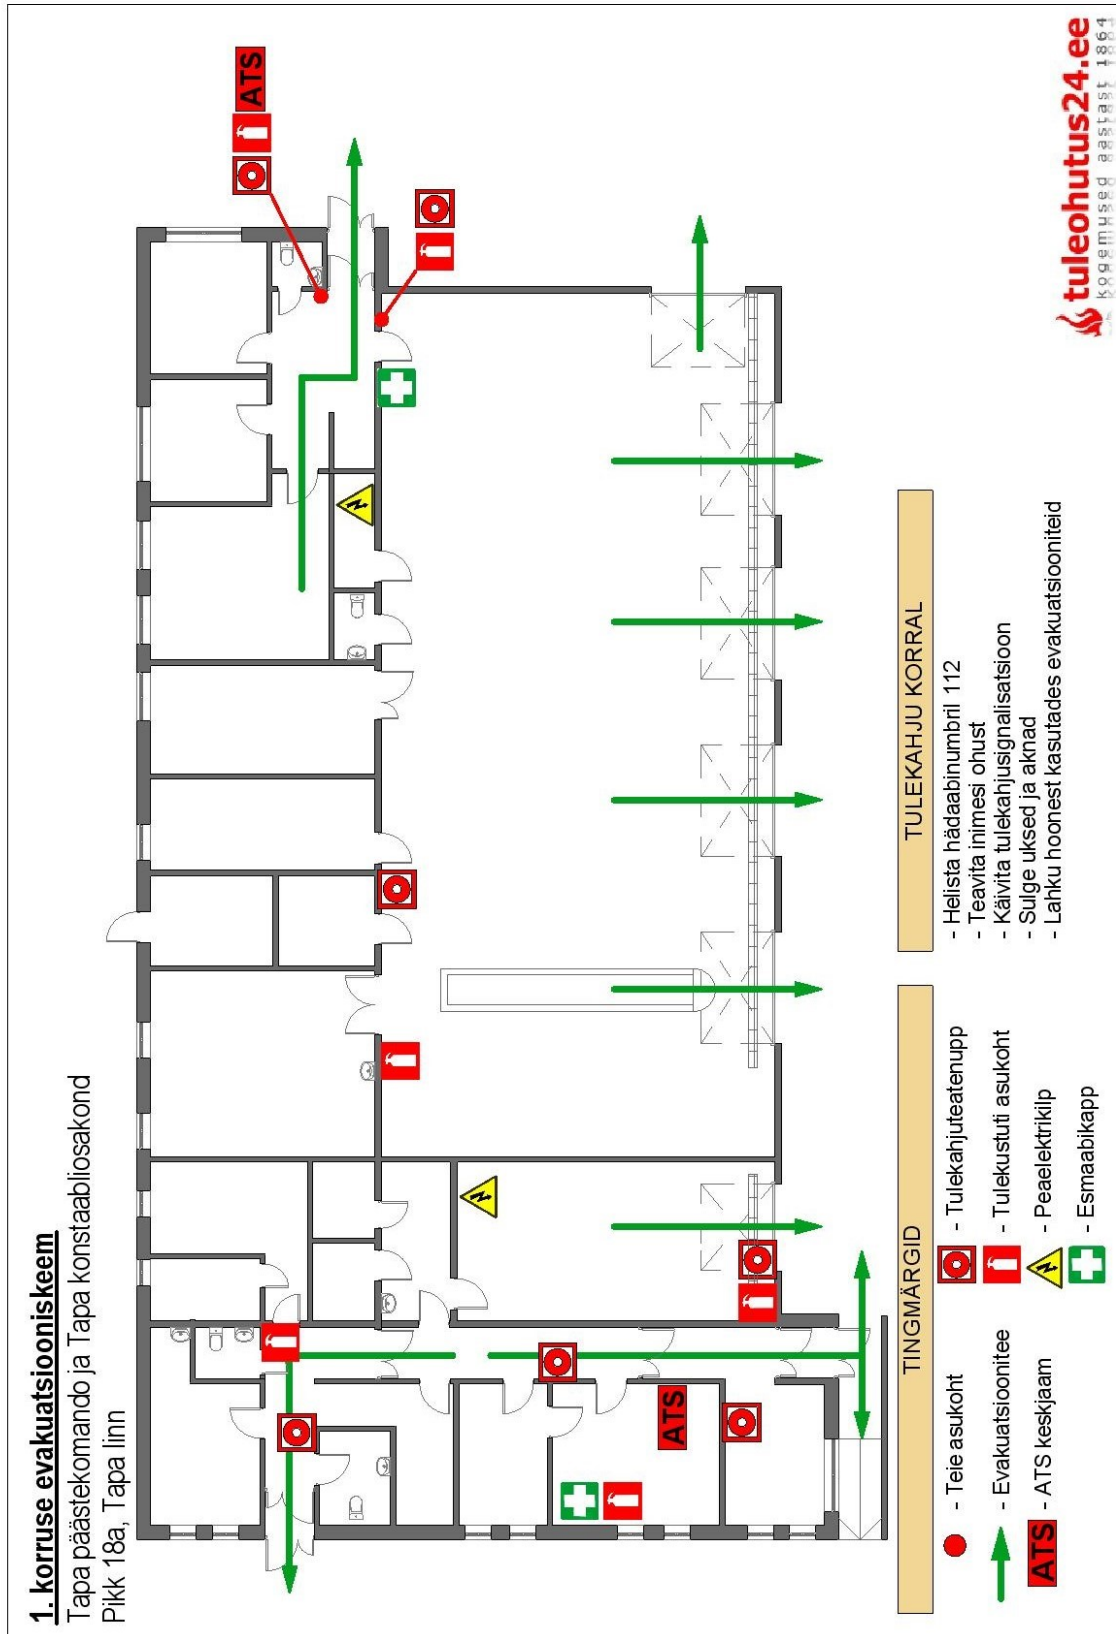 1. korruse evakuatsiooniskeem
Tapa päästekomando ja Tapa konstaabliosakond
Pikk 18a, Tapa linn
ATS
ATS
TINGMÄRGID
- Teie asukoht
- Evakuatsioonitee
ATS - ATS keskjaam
- Tulekahjuteatenupp
- Tulekustuti asukoht
- Peaelektrikilp
- Esmaabikapp
TULEKAHJU KORRAL
- Helista hädaabinumbril 112
- Teavita inimesi ohust
- Käivita tulekahjusignalisatsioon
- Sulge uksed ja aknad
- Lahku hoonest kasutades evakuatsiooniteid
tuleohutus24.ee
kogemused aastast 1864